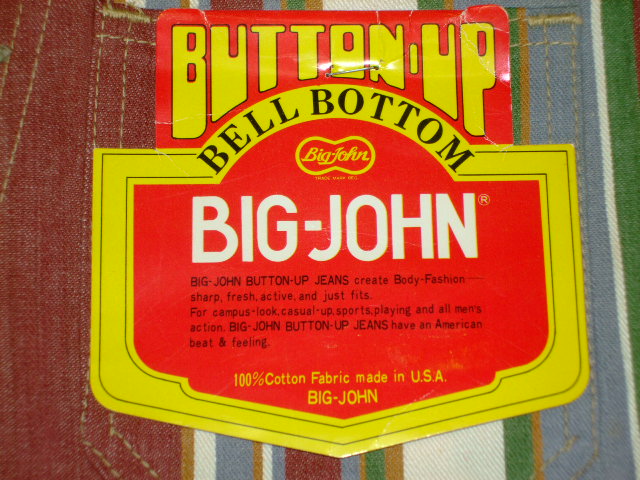 BUTTON-UP
BELL BOTTOM
Big-John
TRADE MARK REG.
BIG-JOHN®
BIG-JOHN BUTTON-UP JEANS create Body-Fashion—
sharp, fresh, active, and just fits.
For campus-look, casual-up, sports, playing and all men's
action. BIG-JOHN BUTTON-UP JEANS have an American
beat & feeling.
100%Cotton Fabric made in U.S.A.
BIG-JOHN